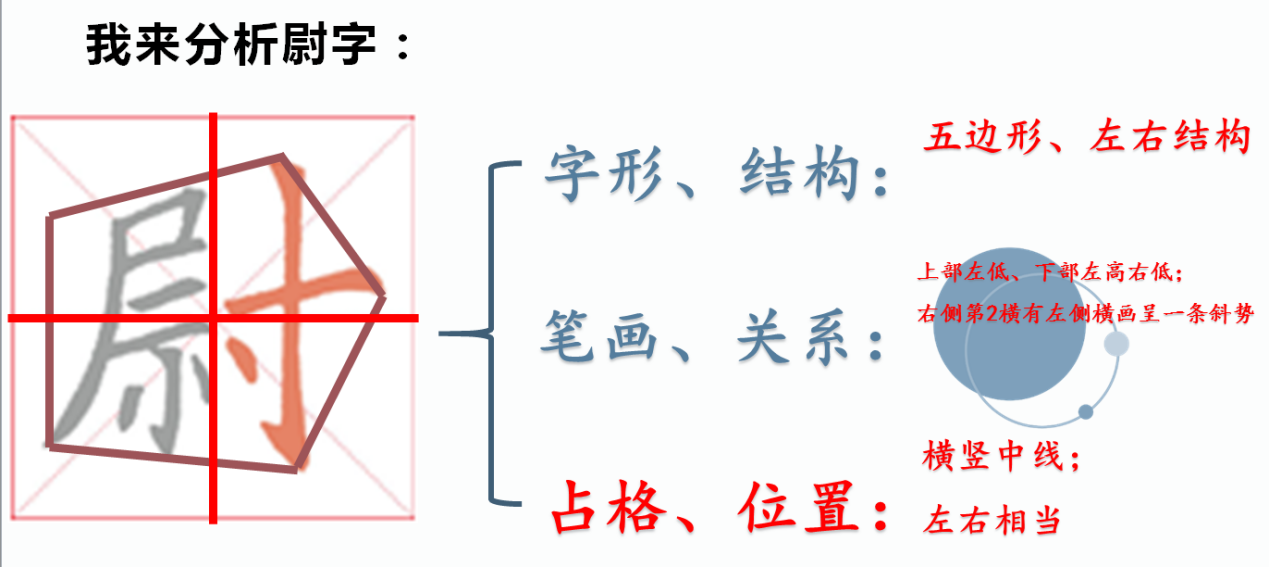 我来分析尉字：
尉
字形、结构：
五边形、左右结构
笔画、关系：
上部左低、下部左高右低；
右侧第2横有左侧横画呈一条斜势
占格、位置：
横竖中线；
左右相当